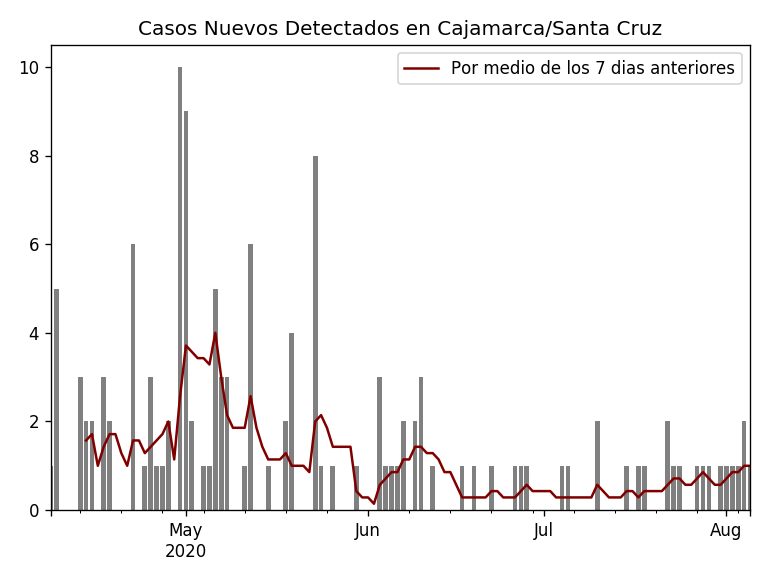 Casos Nuevos Detectados en Cajamarca/Santa Cruz
Por medio de los 7 dias anteriores
10
8
6
4
2
0
May
2020
Jun
Jul
Aug